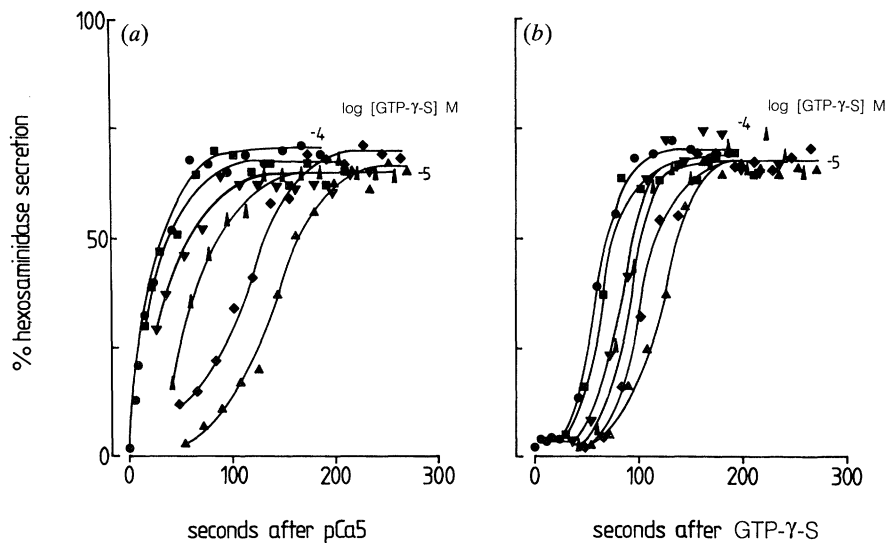 (a)
(b)
100
50
0
% hexosaminidase secretion
log [GTP-γ-S] M
-4
-5
log [GTP-γ-S] M
-4
-5
0 100 200 300
0 100 200 300
seconds after pCa5
seconds after GTP-γ-S